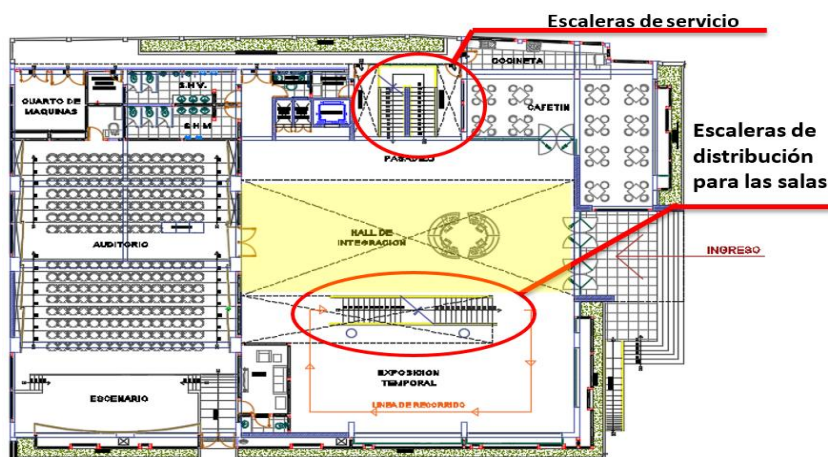 Escaleras de servicio
COCINETA
S.H.V.
CUARTO DE
MAQUINAS
CAFETIN
S.H.M
Escaleras de
distribución
para las salas
PASADIZO
HALL DE
INTEGRACION
AUDITORIO
INGRESO
EXPOSICION
TEMPORAL
ESCENARIO
LINEA DE RECORRIDO